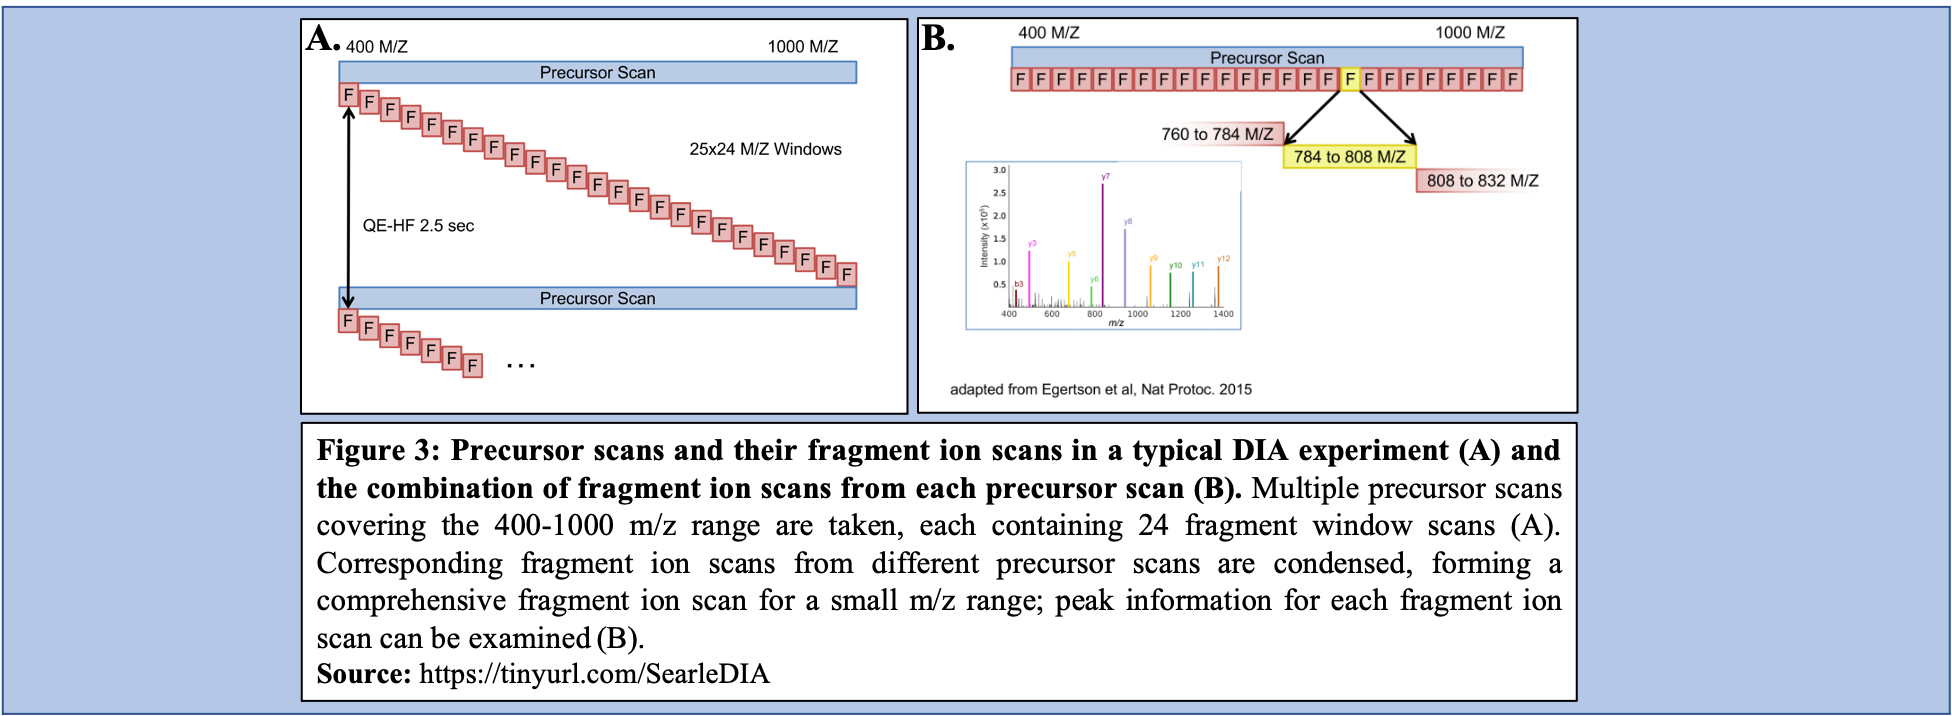 A.
400 M/Z 1000 M/Z
Precursor Scan
F F F F F F F F F F F F F F F F F F F F F F F F F
25x24 M/Z Windows
QE-HF 2.5 sec
Precursor Scan
F F F F F F F ...
B.
400 M/Z 1000 M/Z
Precursor Scan
F F F F F F F F F F F F F F F F F F F F F F F F F
760 to 784 M/Z
784 to 808 M/Z
808 to 832 M/Z
Intensity (x10⁵)
3.0
2.5
2.0
1.5
1.0
0.5
b3 y3 y5 y6 y7 y8 y9 y10 y11 y12
400 600 800 1000 1200 1400
m/z
adapted from Egertson et al, Nat Protoc. 2015
Figure 3: Precursor scans and their fragment ion scans in a typical DIA experiment (A) and
the combination of fragment ion scans from each precursor scan (B). Multiple precursor scans
covering the 400-1000 m/z range are taken, each containing 24 fragment window scans (A).
Corresponding fragment ion scans from different precursor scans are condensed, forming a
comprehensive fragment ion scan for a small m/z range; peak information for each fragment ion
scan can be examined (B).
Source: https://tinyurl.com/SearleDIA